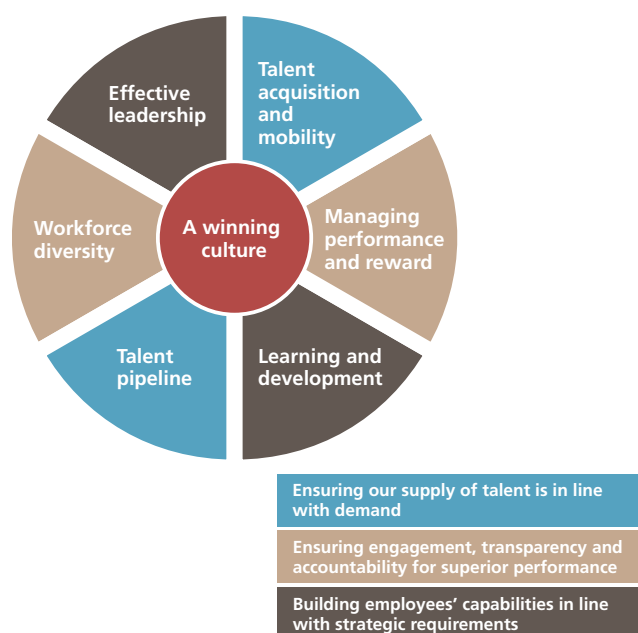 Effective
leadership
Talent
acquisition
and
mobility
Workforce
diversity
A winning
culture
Managing
performance
and reward
Talent
pipeline
Learning and
development
Ensuring our supply of talent is in line
with demand
Ensuring engagement, transparency and
accountability for superior performance
Building employees’ capabilities in line
with strategic requirements